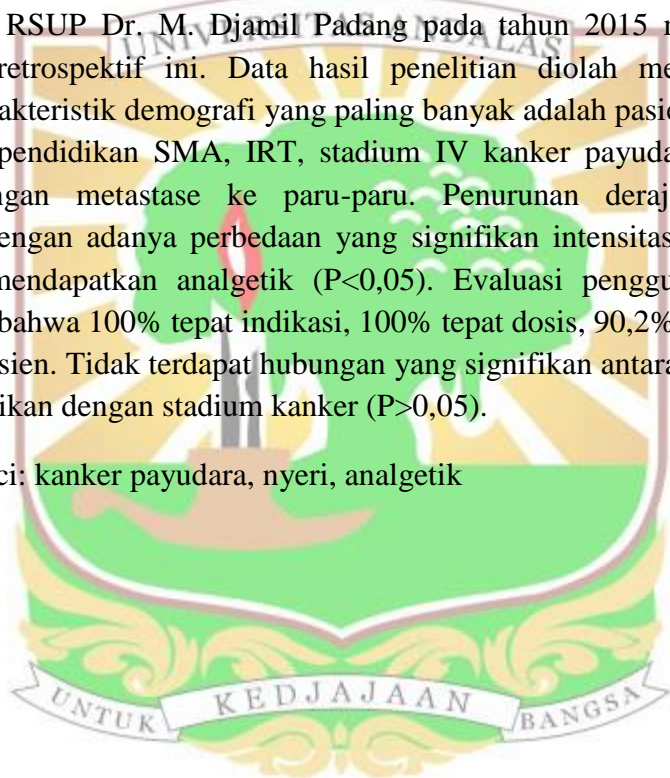 RSUP Dr. M. Djamil Padang pada tahun 2015
UNIVERSITAS ANDALAS
retrospektif ini. Data hasil penelitian diolah me
akteristik demografi yang paling banyak adalah pasie
pendidikan SMA, IRT, stadium IV kanker payuda
ngan metastase ke paru-paru. Penurunan deraj
engan adanya perbedaan yang signifikan intensitas
mendapatkan analgetik (P<0,05). Evaluasi penggu
bahwa 100% tepat indikasi, 100% tepat dosis, 90,2%
sien. Tidak terdapat hubungan yang signifikan antara
ikan dengan stadium kanker (P>0,05).
ci: kanker payudara, nyeri, analgetik
UNTUK KEDJAJAAN BANGSA